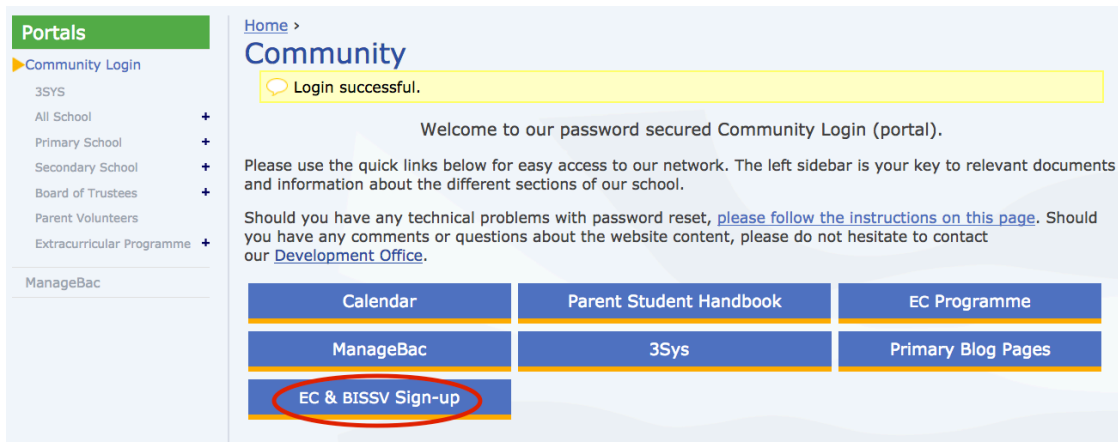 Portals
Community Login
3SYS
All School +
Primary School +
Secondary School +
Board of Trustees +
Parent Volunteers
Extracurricular Programme +
ManageBac
Home ›
Community
Login successful.
Welcome to our password secured Community Login (portal).
Please use the quick links below for easy access to our network. The left sidebar is your key to relevant documents
and information about the different sections of our school.
Should you have any technical problems with password reset, please follow the instructions on this page. Should
you have any comments or questions about the website content, please do not hesitate to contact
our Development Office.
Calendar Parent Student Handbook EC Programme
ManageBac 3Sys Primary Blog Pages
EC & BISSV Sign-up